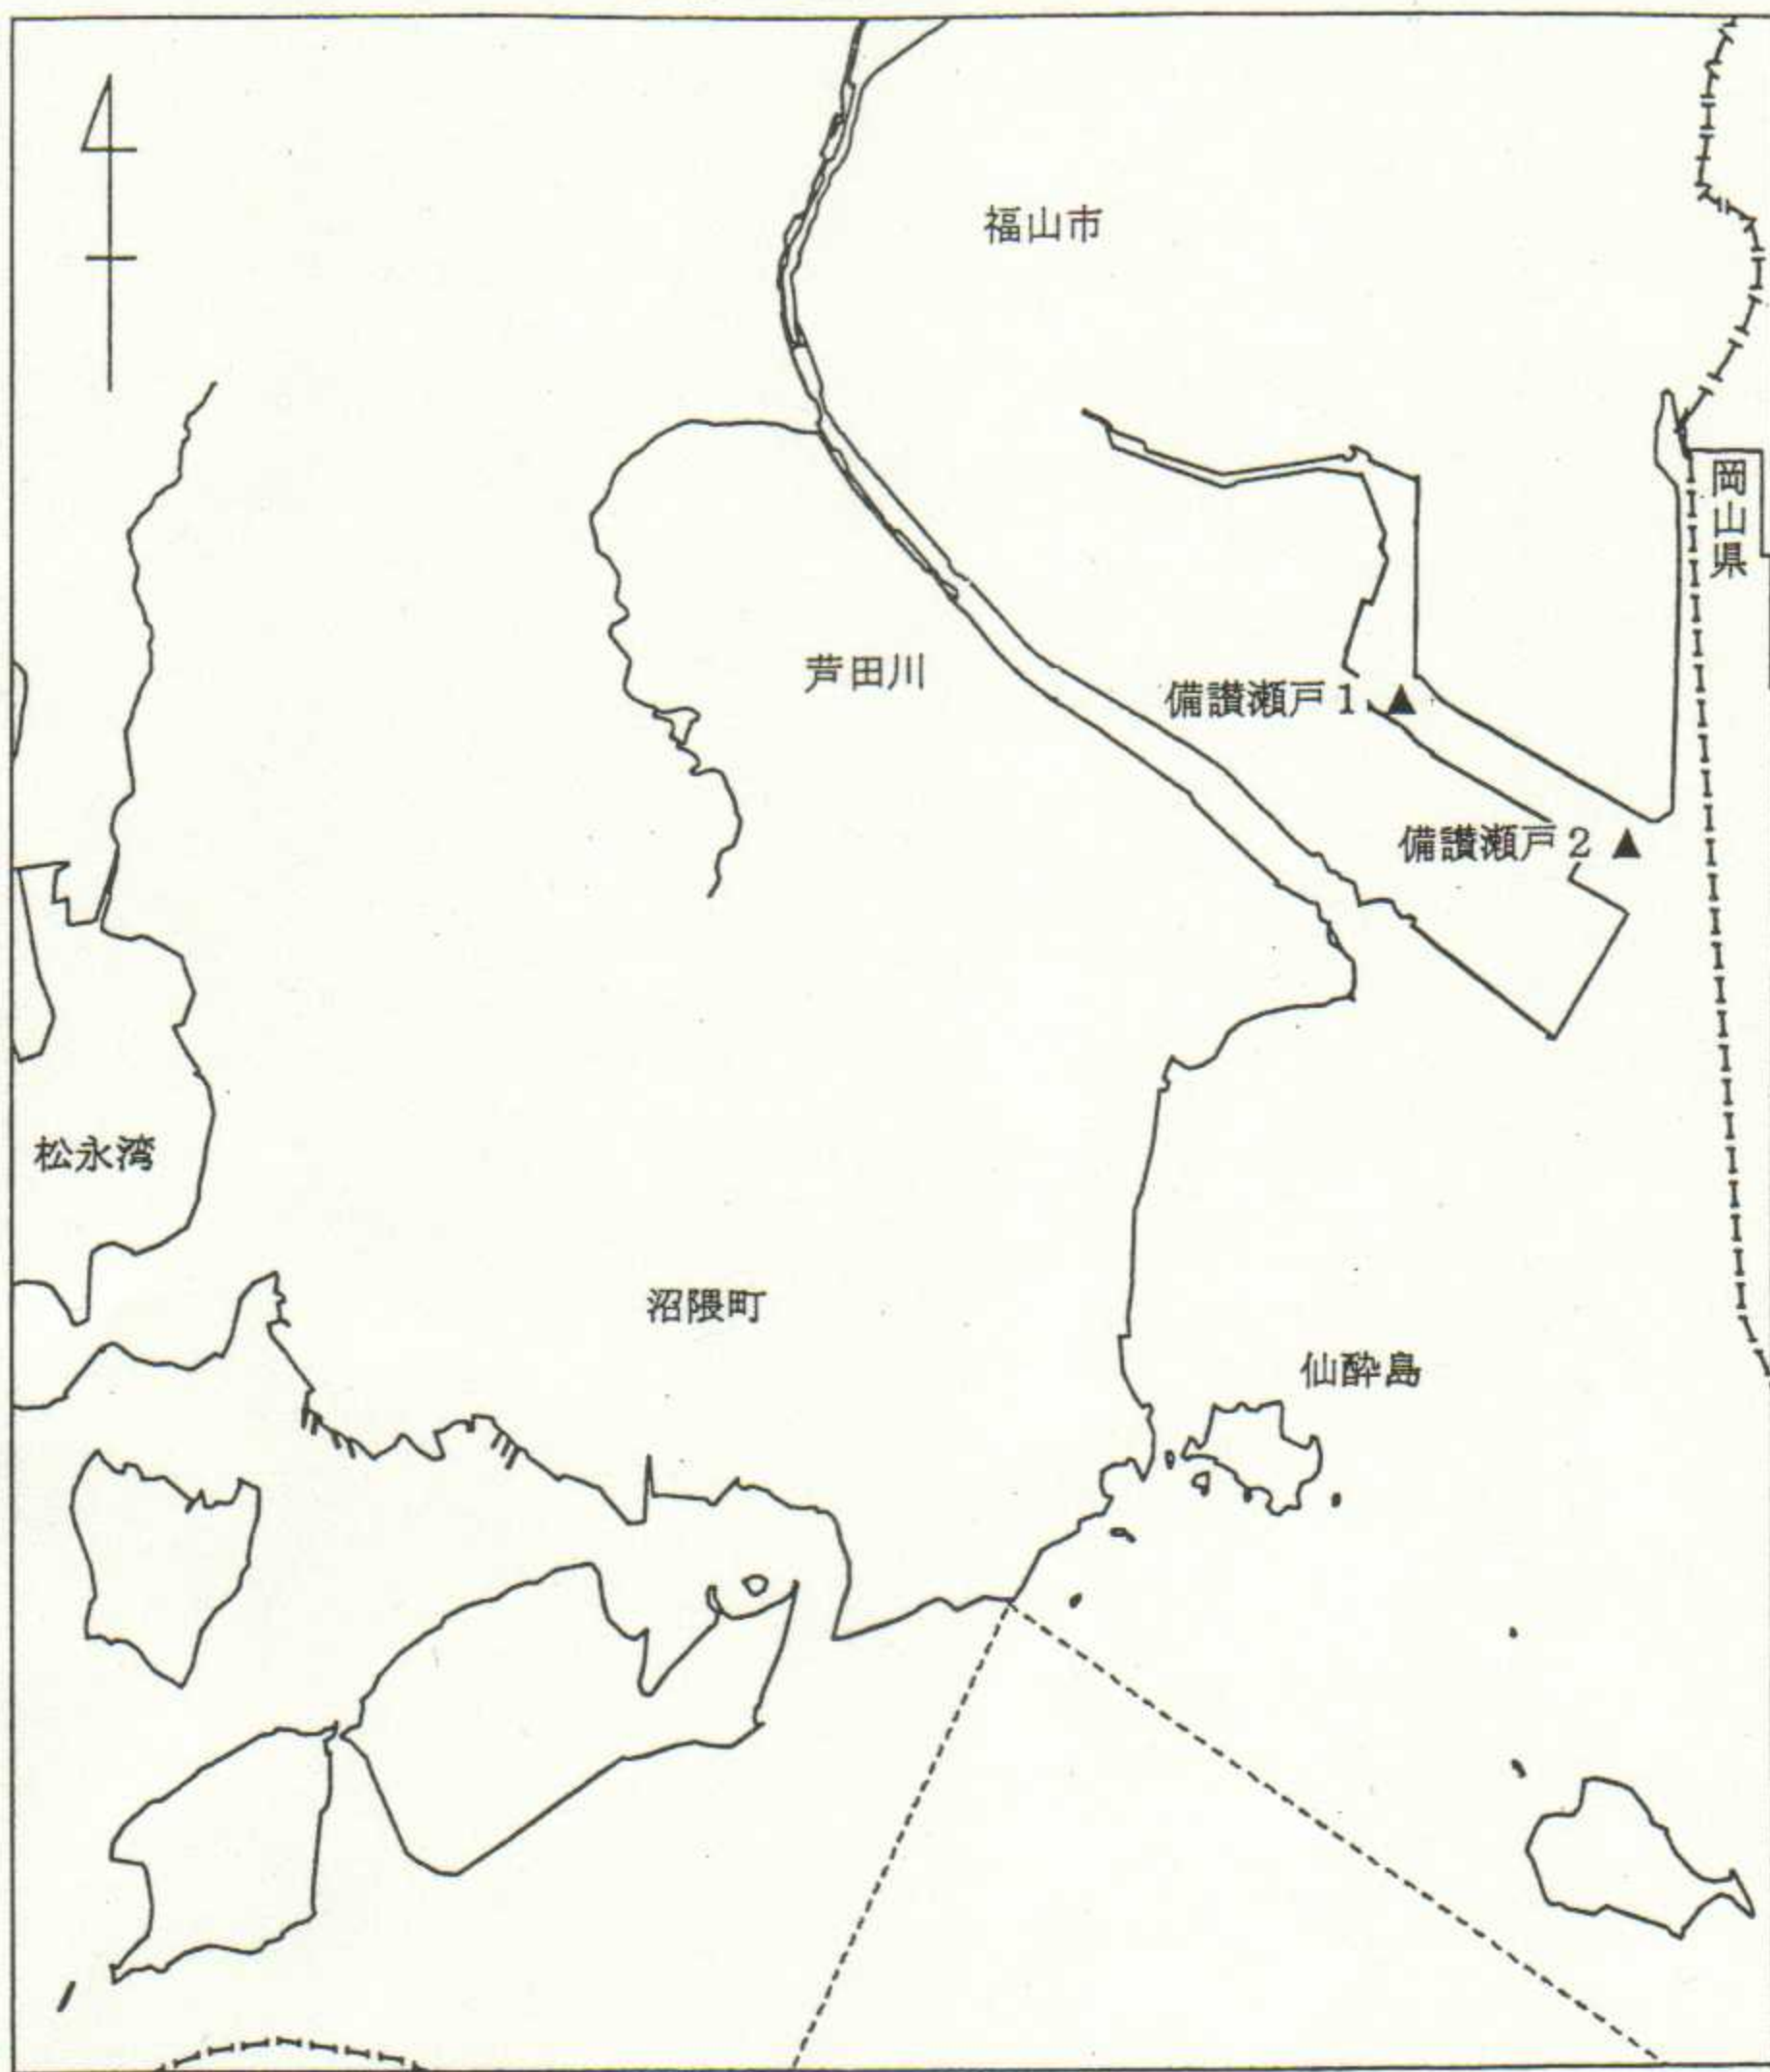 福山市
岡山県
芦田川
備讃瀬戸1
備讃瀬戸2
松永湾
沼隈町
仙酔島